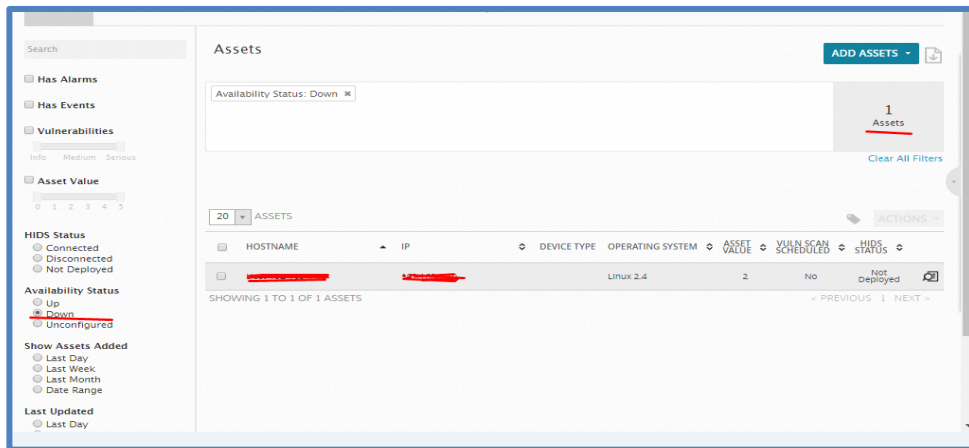 Search
Has Alarms
Has Events
Vulnerabilities
Info Medium Serious
Asset Value
0 1 2 3 4 5
HIDS Status
Connected
Disconnected
Not Deployed
Availability Status
Up
Down
Unconfigured
Show Assets Added
Last Day
Last Week
Last Month
Date Range
Last Updated
Last Day
Assets
ADD ASSETS
Availability Status: Down ✖
1
Assets
Clear All Filters
20 ASSETS
ACTIONS
HOSTNAME IP DEVICE TYPE OPERATING SYSTEM ASSET VALUE VULN SCAN SCHEDULED HIDS STATUS
Linux 2.4 2 No Not Deployed
SHOWING 1 TO 1 OF 1 ASSETS
< PREVIOUS 1 NEXT >